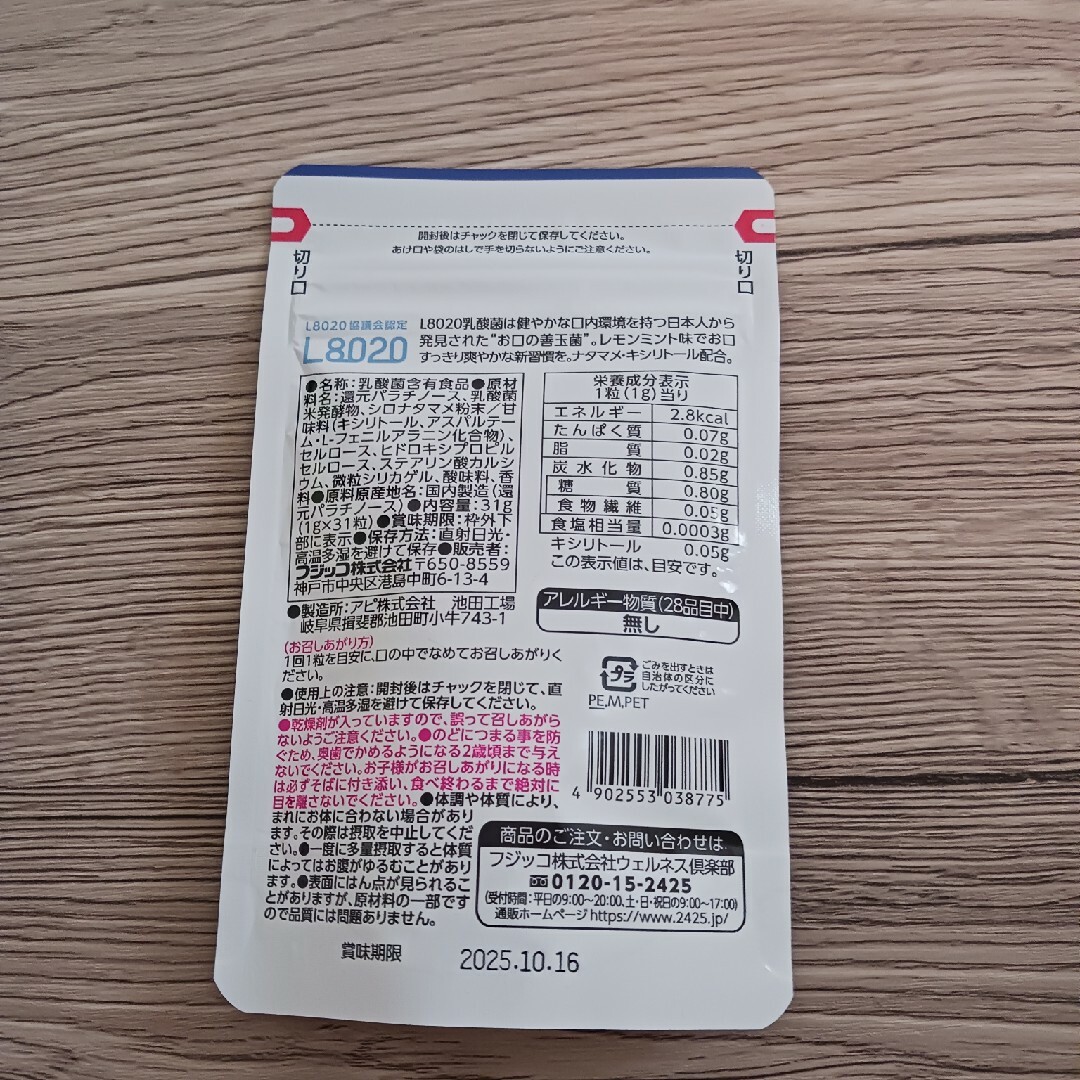 開封後はチャックを閉じて保存してください。
あけ口や袋のはしで手を切らないようにご注意ください。
切り口
切り口
L8020協議会認定
L8020
L8020乳酸菌は健やかな口内環境を持つ日本人から
発見された"お口の善玉菌"。レモンミント味でお口
すっきり爽やかな新習慣を。ナタマメ・キシリトール配合。
●名称：乳酸菌含有食品●原材
料名：還元パラチノース、乳酸菌
米発酵物、シロナタマメ粉末／甘
味料（キシリトール、アスパルテー
ム・L-フェニルアラニン化合物）、
セルロース、ヒドロキシプロピル
セルロース、ステアリン酸カルシ
ウム、微粒シリカゲル、酸味料、香
料●原料原産地名：国内製造（還
元パラチノース）●内容量：31g
（1g×31粒）●賞味期限：枠外下
部に表示●保存方法：直射日光・
高温多湿を避けて保存●販売者：
フジッコ株式会社〒650-8559
神戸市中央区港島中町6-13-4
●製造所：アピ株式会社 池田工場
岐阜県揖斐郡池田町小牛743-1
栄養成分表示
1粒（1g）当り
エネルギー 2.8kcal
たんぱく質 0.07g
脂質 0.02g
炭水化物 0.85g
糖質 0.80g
食物繊維 0.05g
食塩相当量 0.0003g
キシリトール 0.05g
この表示値は、目安です。
アレルギー物質（28品目中）
無し
（お召しあがり方）
1回1粒を目安に、口の中でなめてお召しあがりく
ださい。
●使用上の注意：開封後はチャックを閉じて、直
射日光・高温多湿を避けて保存してください。
●乾燥剤が入っていますので、誤って召しあがら
ないようご注意ください。●のどにつまる事を防
ぐため、奥歯でかめるようになる2歳頃まで与え
ないでください。お子様がお召しあがりになる時
は必ずそばに付き添い、食べ終わるまで絶対に
目を離さないでください。●体調や体質により、
まれにお体に合わない場合があり
ます。その際は摂取を中止してくだ
さい。●一度に多量摂取すると体質
によってはお腹がゆるむことがあり
ます。●表面にはん点が見られるこ
とがありますが、原材料の一部です
ので品質には問題ありません。
プラ
PE,M,PET
ごみを出すときは
自治体の区分に
したがってください
4 902553 038775
商品のご注文・お問い合わせは
フジッコ株式会社ウェルネス倶楽部
0120-15-2425
（受付時間：平日の9:00～20:00、土・日・祝日の9:00～17:00）
通販ホームページ https://www.2425.jp/
賞味期限 2025.10.16